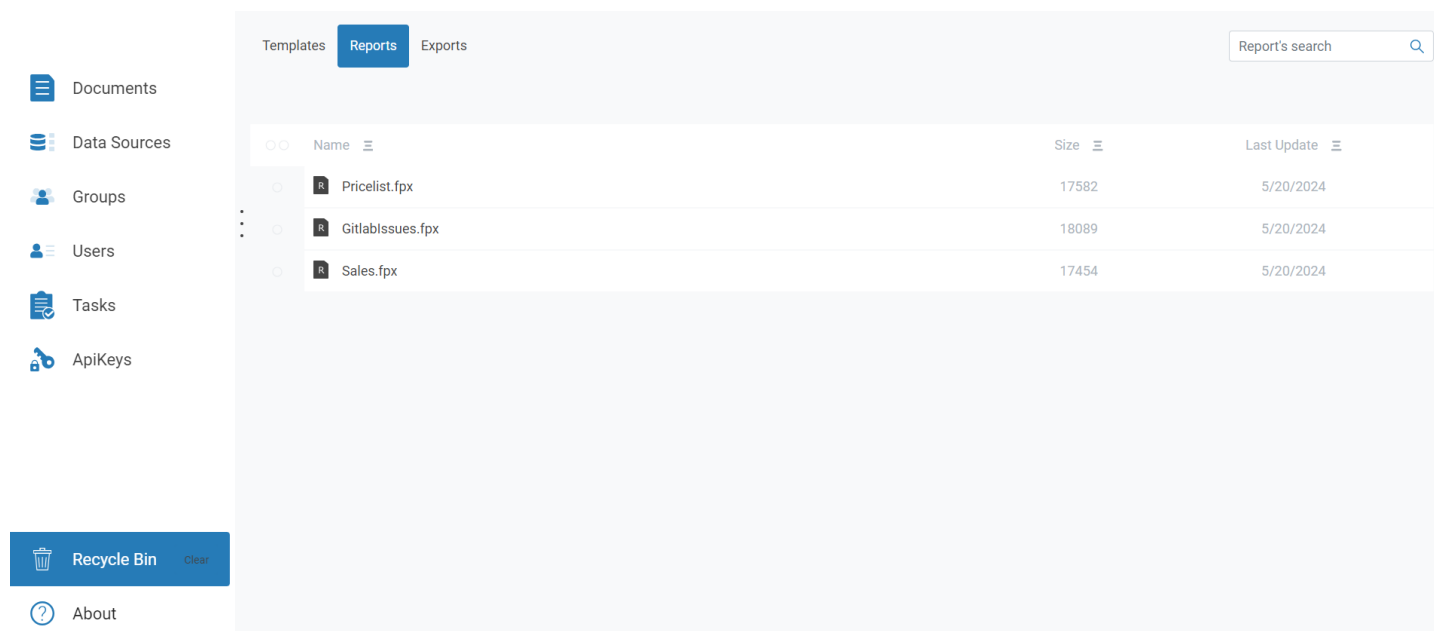 Templates Reports Exports
Report's search
Documents
Data Sources
Groups
Users
Tasks
ApiKeys
Recycle Bin Clear
About
Name Size Last Update
R Pricelist.fpx 17582 5/20/2024
R GitlabIssues.fpx 18089 5/20/2024
R Sales.fpx 17454 5/20/2024